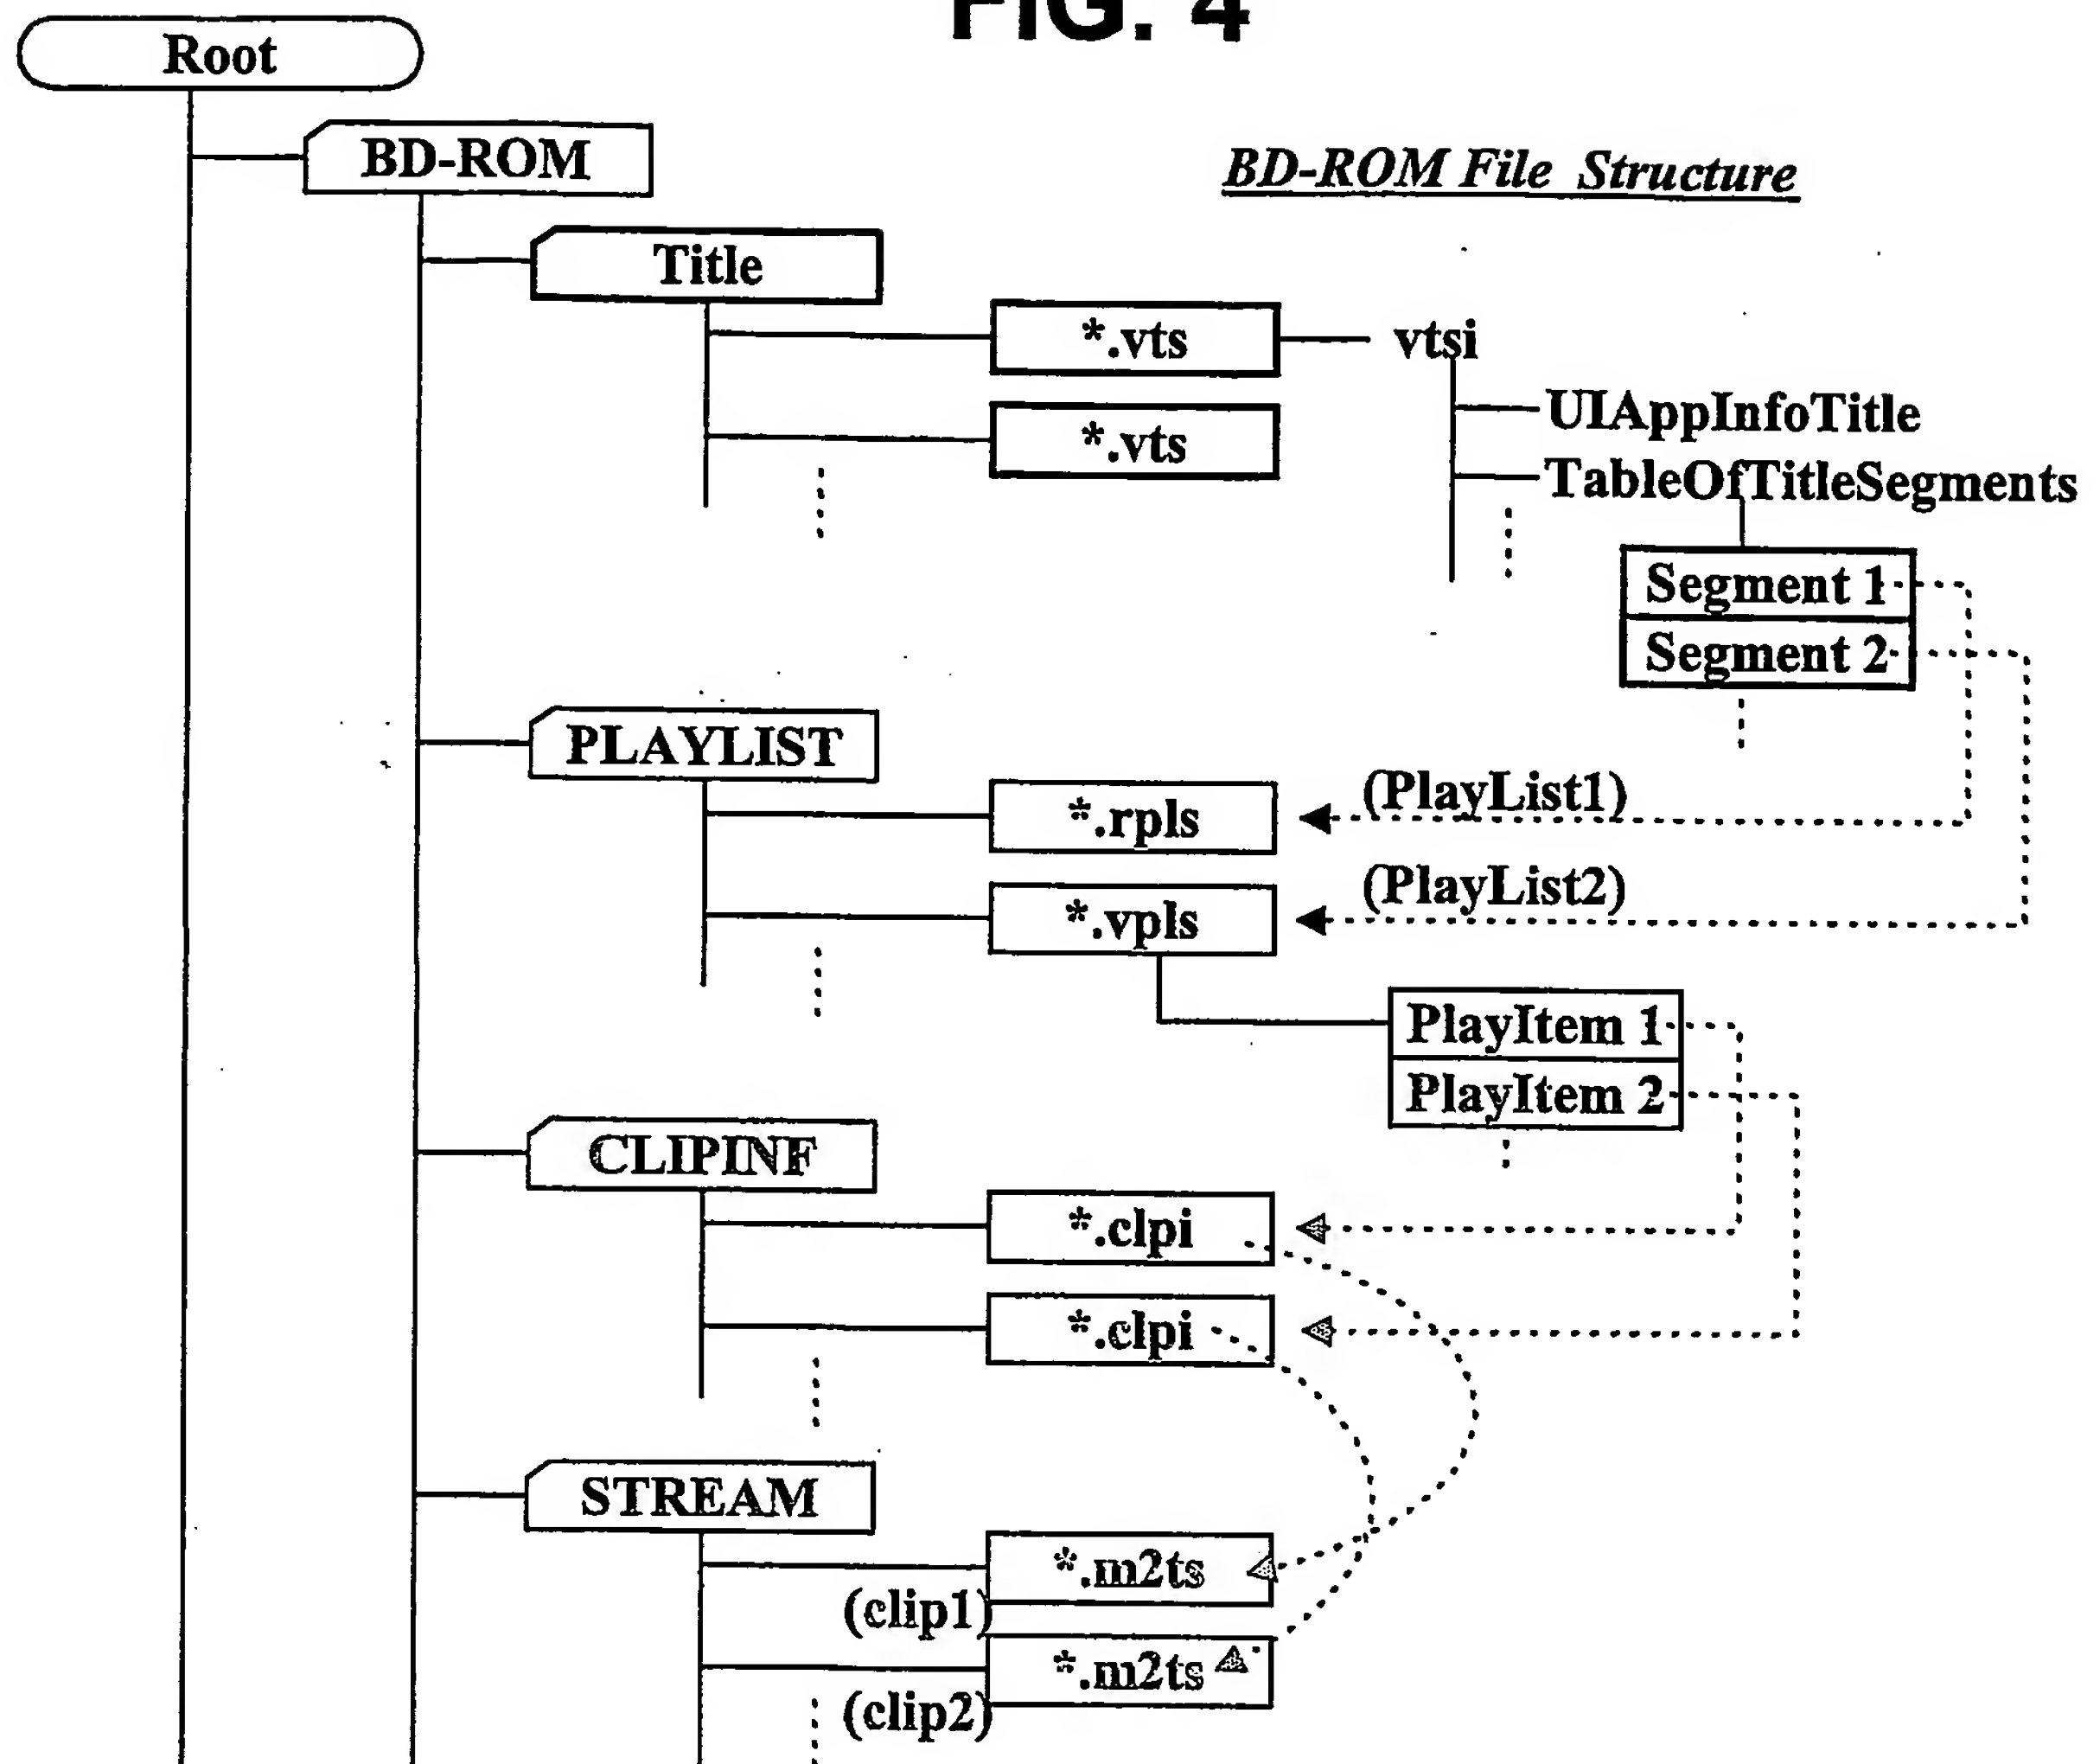 FIG. 4
Root
BD-ROM
BD-ROM File Structure
Title
*.vts
vtsi
UIAppInfoTitle
*.vts
TableOfTitleSegments
Segment 1
Segment 2
PLAYLIST
(PlayList1)
*.rpls
(PlayList2)
*.vpls
PlayItem 1
PlayItem 2
CLIPINF
*.clpi
*.clpi
STREAM
*.m2ts
(clip1)
*.m2ts
(clip2)